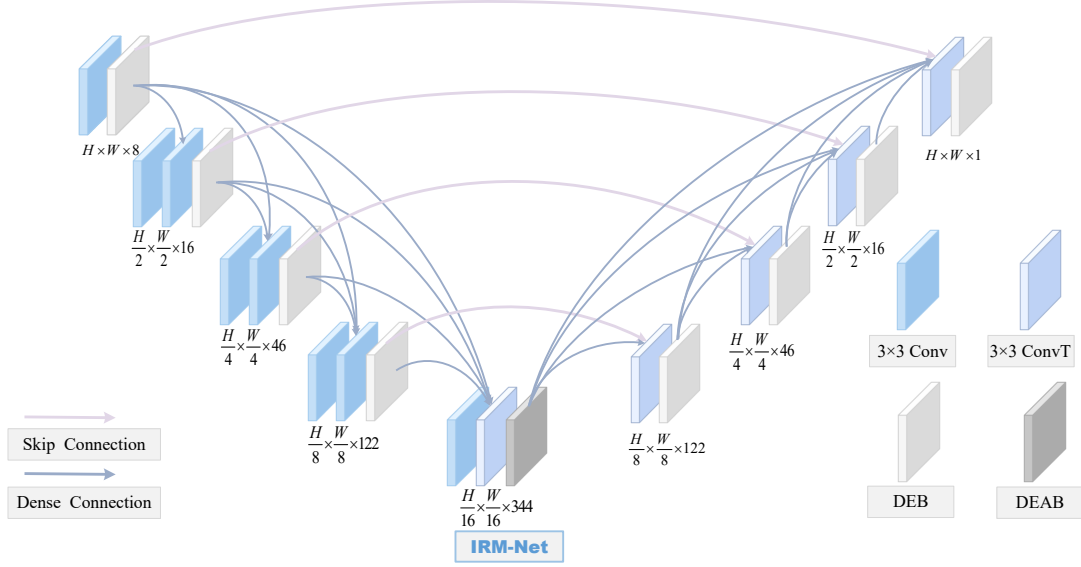 H×W×8
H/2×W/2×16
H/4×W/4×46
H/8×W/8×122
H/16×W/16×344
IRM-Net
H/8×W/8×122
H/4×W/4×46
H/2×W/2×16
H×W×1
Skip Connection
Dense Connection
3×3 Conv
3×3 ConvT
DEB
DEAB